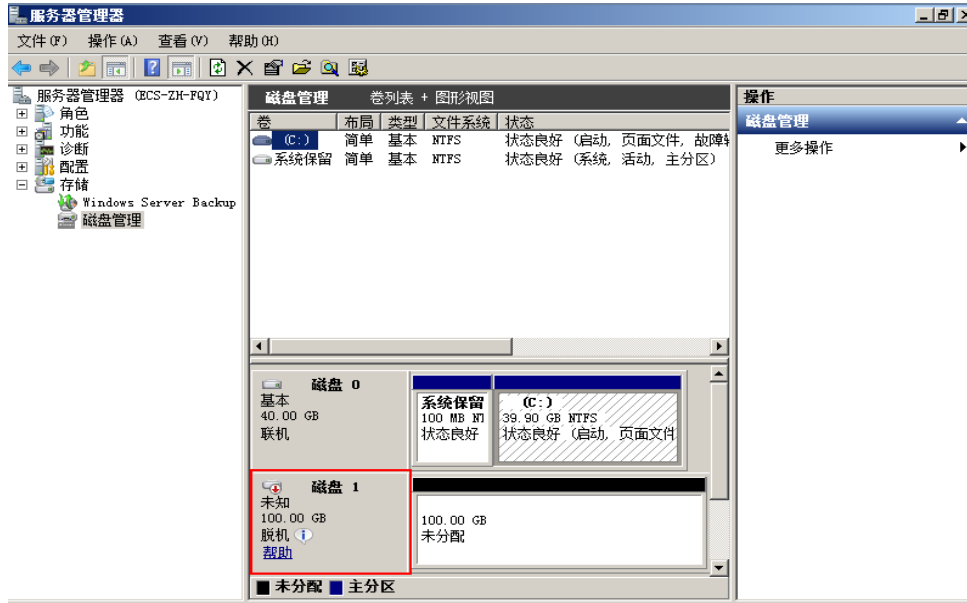 服务器管理器
文件(F) 操作(A) 查看(V) 帮助(H)
服务器管理器 (ECS-ZH-FQY)
角色
功能
诊断
配置
存储
Windows Server Backup
磁盘管理
磁盘管理 卷列表 + 图形视图
卷 布局 类型 文件系统 状态
(C:) 简单 基本 NTFS 状态良好 (启动, 页面文件, 故障
系统保留 简单 基本 NTFS 状态良好 (系统, 活动, 主分区)
磁盘 0
基本
40.00 GB
联机
系统保留
100 MB NT
状态良好
(C:)
39.90 GB NTFS
状态良好 (启动, 页面文件
磁盘 1
未知
100.00 GB
脱机
帮助
100.00 GB
未分配
未分配 主分区
操作
磁盘管理
更多操作